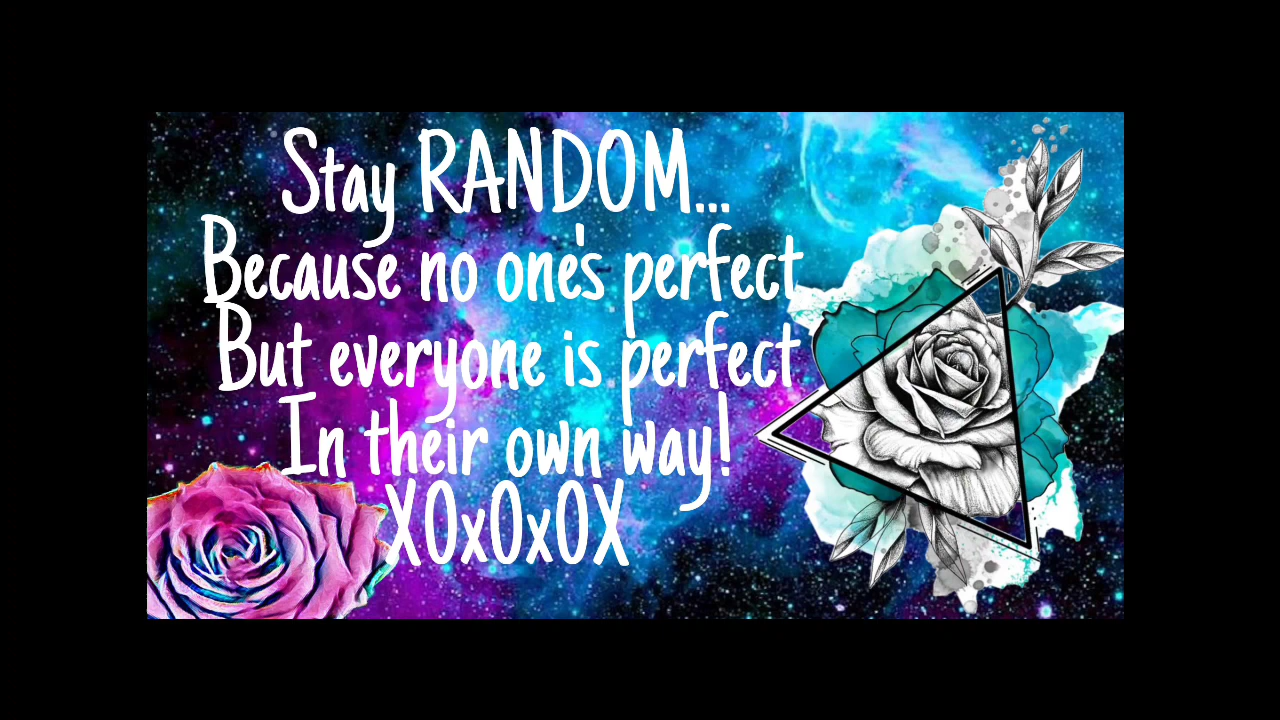 Stay RANDOM...
Because no one's perfect
But everyone is perfect
In their own way!
XOxOxOX